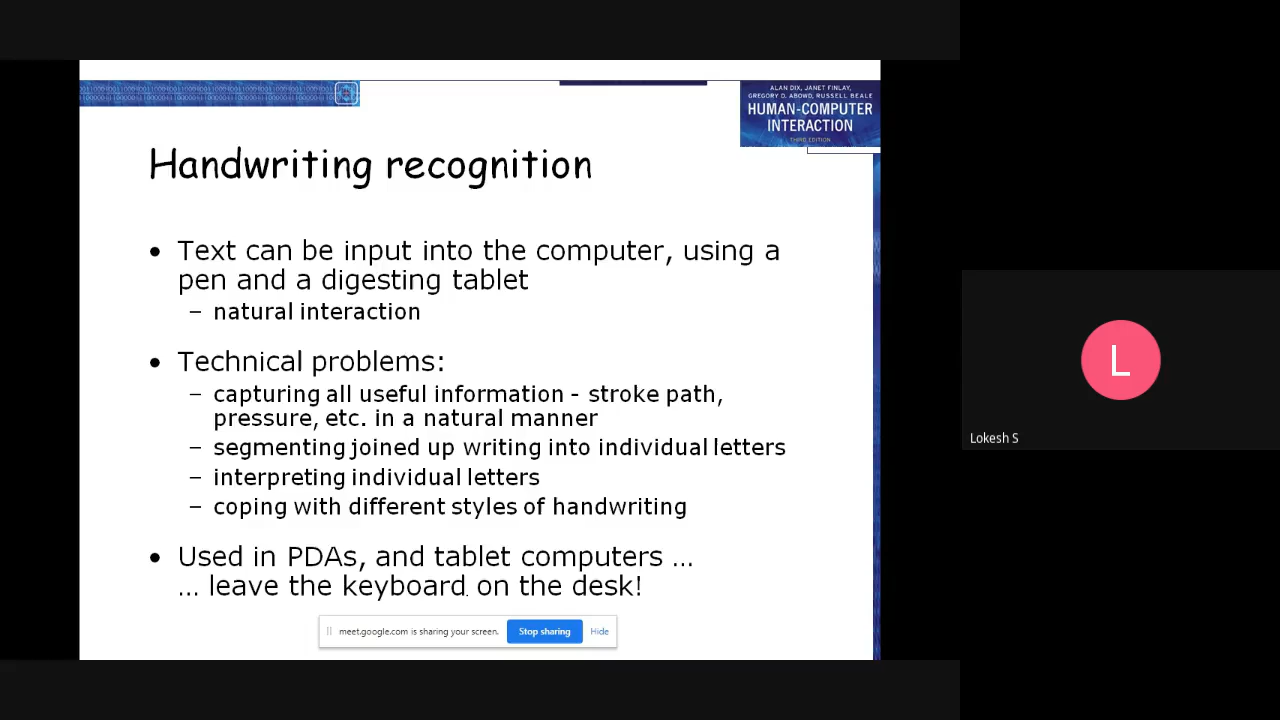 ALAN DIX, JANET FINLAY,
GREGORY D. ABOWD, RUSSELL BEALE
HUMAN-COMPUTER
INTERACTION
THIRD EDITION
Handwriting recognition
• Text can be input into the computer, using a
pen and a digesting tablet
– natural interaction
• Technical problems:
– capturing all useful information - stroke path,
pressure, etc. in a natural manner
– segmenting joined up writing into individual letters
– interpreting individual letters
– coping with different styles of handwriting
• Used in PDAs, and tablet computers …
… leave the keyboard on the desk!
meet.google.com is sharing your screen. Stop sharing Hide
L
Lokesh S